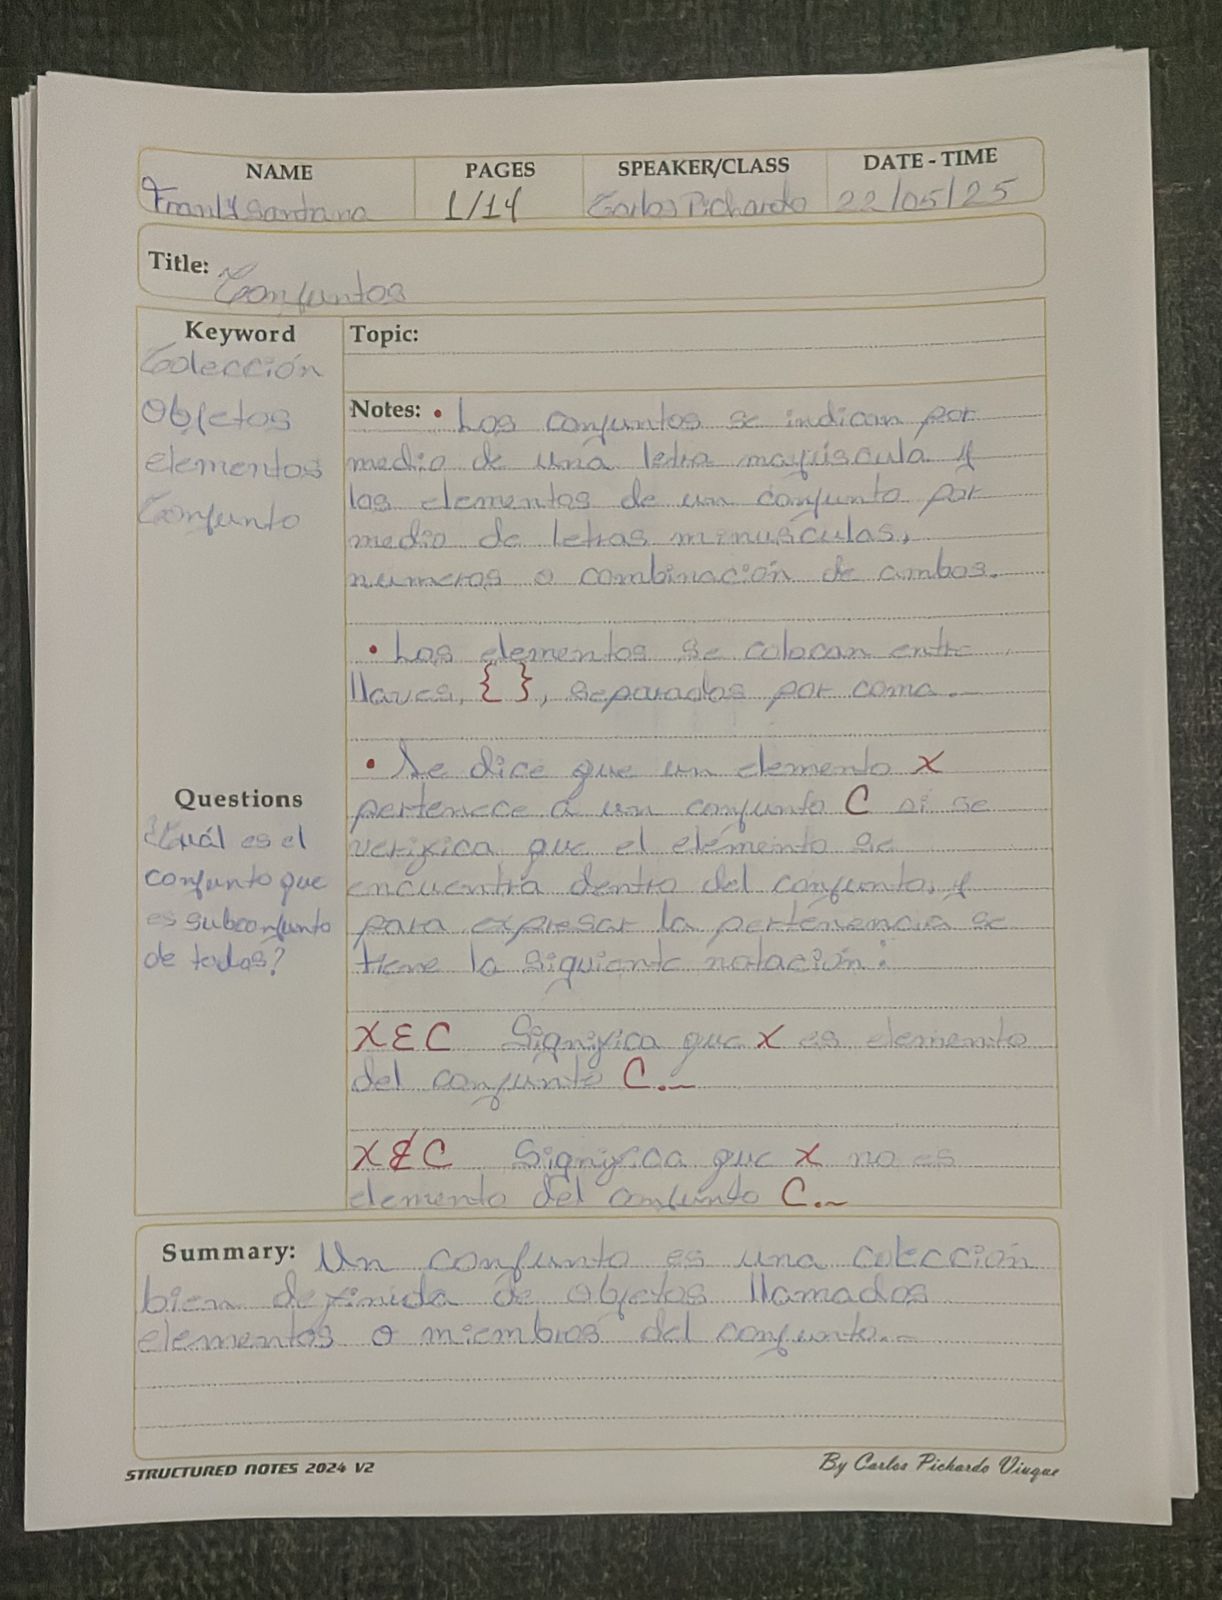 NAME PAGES SPEAKER/CLASS DATE - TIME
Frank Y Santana 1/14 Carlos Pichardo 22/05/25
Title: Conjuntos
Keyword
Colección
Objetos
elementos
Conjunto
Questions
¿Cuál es el
conjunto que
es subconjunto
de todos?
Topic:
Notes: • Los conjuntos se indican por
medio de una letra mayúscula y
los elementos de un conjunto por
medio de letras minusculas,
numeros o combinación de ambos.
• Los elementos se colocan entre
llaves, { }, separados por coma.-
• Se dice que un elemento x
pertenece a un conjunto C si se
verifica que el elemento se
encuentra dentro del conjunto, y
para expresar la pertenencia se
tiene la siguiente notación:
X ∈ C Significa que x es elemento
del conjunto C.-
X ∉ C Significa que x no es
elemento del conjunto C.-
Summary: Un conjunto es una colección
bien definida de objetos llamados
elementos o miembros del conjunto.-
STRUCTURED NOTES 2024 V2 By Carlos Pichardo Viuque